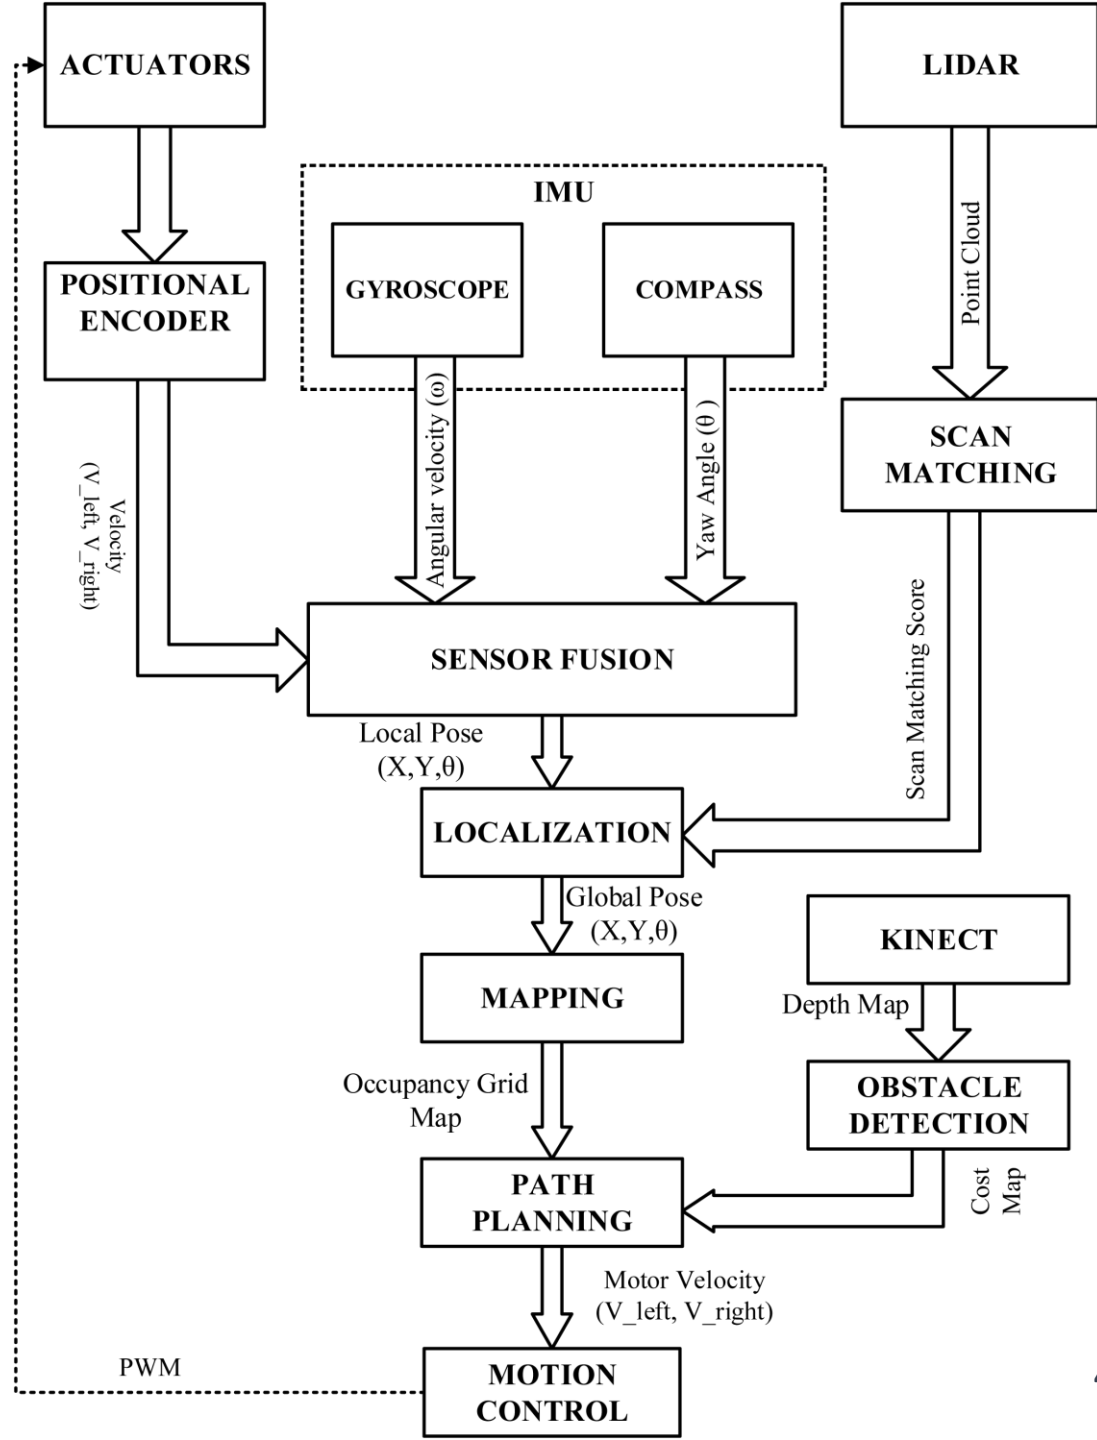 ACTUATORS
LIDAR
IMU
GYROSCOPE
COMPASS
Point Cloud
POSITIONAL
ENCODER
Angular velocity (ω)
Yaw Angle (θ )
SCAN
MATCHING
Velocity
(V_left, V_right)
SENSOR FUSION
Scan Matching Score
Local Pose
(X,Y,θ)
LOCALIZATION
Global Pose
(X,Y,θ)
KINECT
MAPPING
Depth Map
Occupancy Grid
Map
OBSTACLE
DETECTION
Cost
Map
PATH
PLANNING
Motor Velocity
(V_left, V_right)
PWM
MOTION
CONTROL